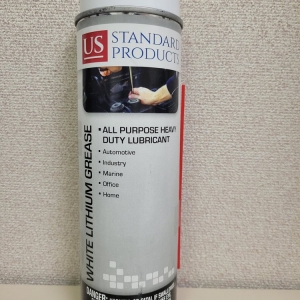 US STANDARD
PRODUCTS
WHITE LITHIUM GREASE
• ALL PURPOSE HEAVY
DUTY LUBRICANT
• Automotive
• Industry
• Marine
• Office
• Home
DANGER: